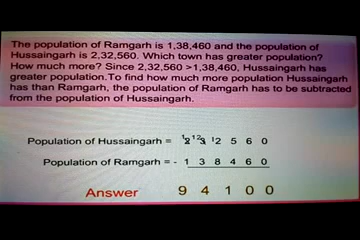 The population of Ramgarh is 1,38,460 and the population of
Hussaingarh is 2,32,560. Which town has greater population?
How much more? Since 2,32,560 >1,38,460, Hussaingarh has
greater population.To find how much more population Hussaingarh
has than Ramgarh, the population of Ramgarh has to be subtracted
from the population of Hussaingarh.
Population of Hussaingarh = ¹2 ¹²3 ¹2 5 6 0
Population of Ramgarh = - 1 3 8 4 6 0
Answer 9 4 1 0 0